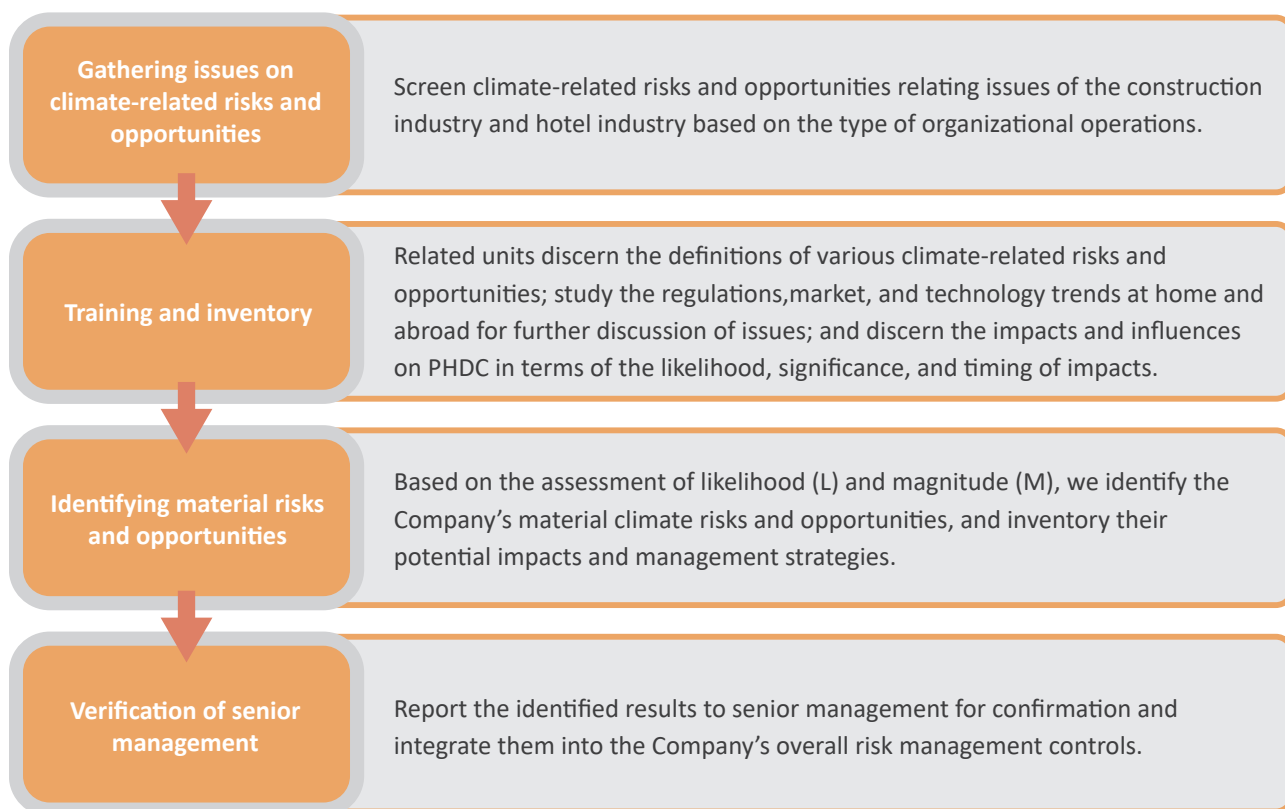 Gathering issues on
climate-related risks and
opportunities
Screen climate-related risks and opportunities relating issues of the construction
industry and hotel industry based on the type of organizational operations.
Training and inventory
Related units discern the definitions of various climate-related risks and
opportunities; study the regulations,market, and technology trends at home and
abroad for further discussion of issues; and discern the impacts and influences
on PHDC in terms of the likelihood, significance, and timing of impacts.
Identifying material risks
and opportunities
Based on the assessment of likelihood (L) and magnitude (M), we identify the
Company’s material climate risks and opportunities, and inventory their
potential impacts and management strategies.
Verification of senior
management
Report the identified results to senior management for confirmation and
integrate them into the Company’s overall risk management controls.